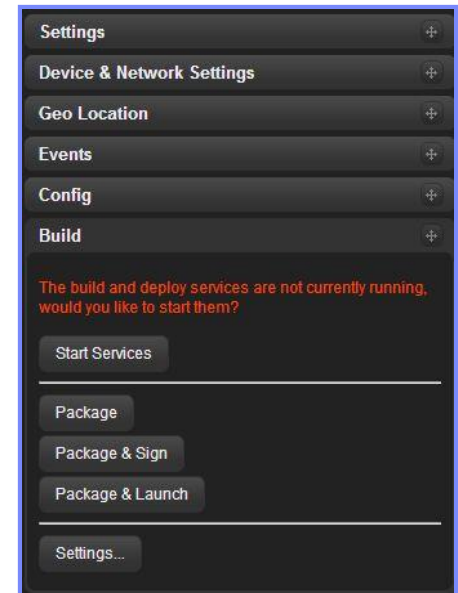 Settings
Device & Network Settings
Geo Location
Events
Config
Build
The build and deploy services are not currently running,
would you like to start them?
Start Services
Package
Package & Sign
Package & Launch
Settings...